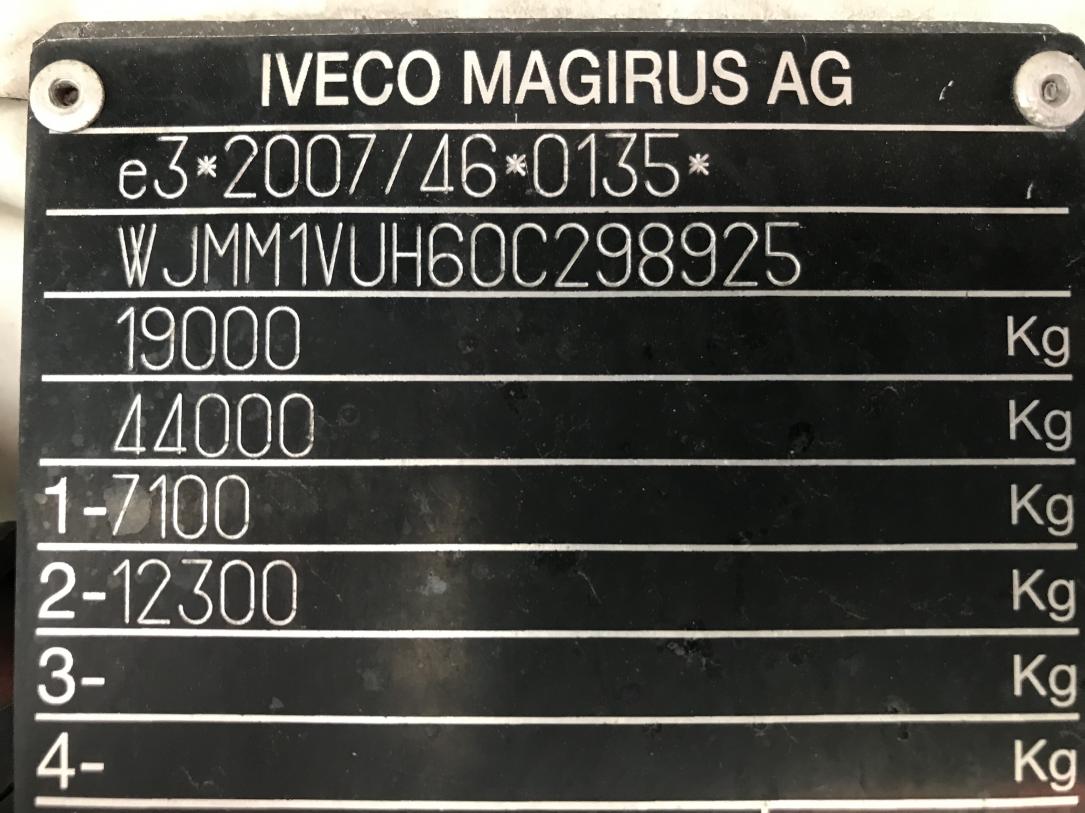 IVECO MAGIRUS AG
e3*2007/46*0135*
WJMM1VUH60C298925
19000 Kg
44000 Kg
1-7100 Kg
2-12300 Kg
3- Kg
4- Kg